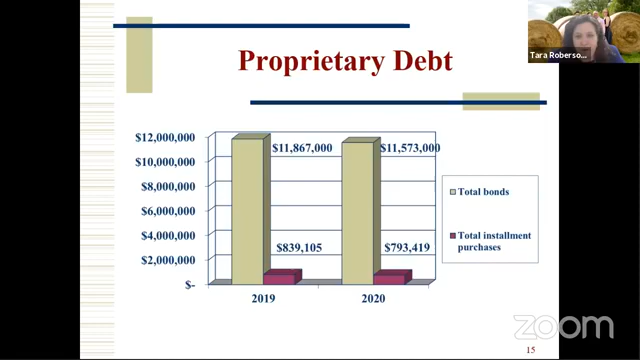 Tara Roberso...
Proprietary Debt
$12,000,000
$10,000,000
$8,000,000
$6,000,000
$4,000,000
$2,000,000
$-
$11,867,000
$11,573,000
$839,105
$793,419
2019
2020
Total bonds
Total installment
purchases
zoom
15